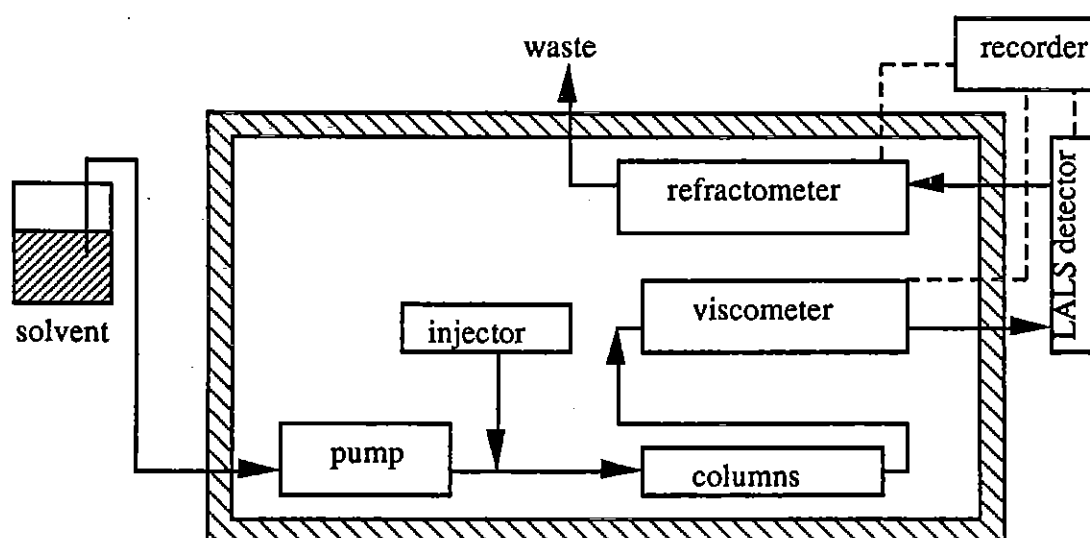 waste
recorder
refractometer
LALS detector
viscometer
injector
solvent
pump
columns